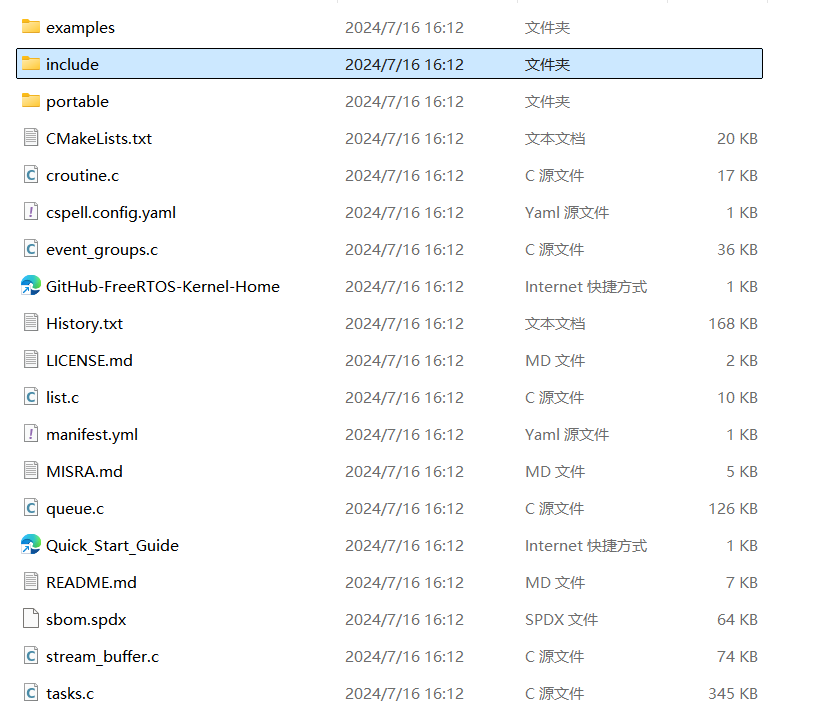 examples 2024/7/16 16:12 文件夹
include 2024/7/16 16:12 文件夹
portable 2024/7/16 16:12 文件夹
CMakeLists.txt 2024/7/16 16:12 文本文档 20 KB
croutine.c 2024/7/16 16:12 C 源文件 17 KB
cspell.config.yaml 2024/7/16 16:12 Yaml 源文件 1 KB
event_groups.c 2024/7/16 16:12 C 源文件 36 KB
GitHub-FreeRTOS-Kernel-Home 2024/7/16 16:12 Internet 快捷方式 1 KB
History.txt 2024/7/16 16:12 文本文档 168 KB
LICENSE.md 2024/7/16 16:12 MD 文件 2 KB
list.c 2024/7/16 16:12 C 源文件 10 KB
manifest.yml 2024/7/16 16:12 Yaml 源文件 1 KB
MISRA.md 2024/7/16 16:12 MD 文件 5 KB
queue.c 2024/7/16 16:12 C 源文件 126 KB
Quick_Start_Guide 2024/7/16 16:12 Internet 快捷方式 1 KB
README.md 2024/7/16 16:12 MD 文件 7 KB
sbom.spdx 2024/7/16 16:12 SPDX 文件 64 KB
stream_buffer.c 2024/7/16 16:12 C 源文件 74 KB
tasks.c 2024/7/16 16:12 C 源文件 345 KB